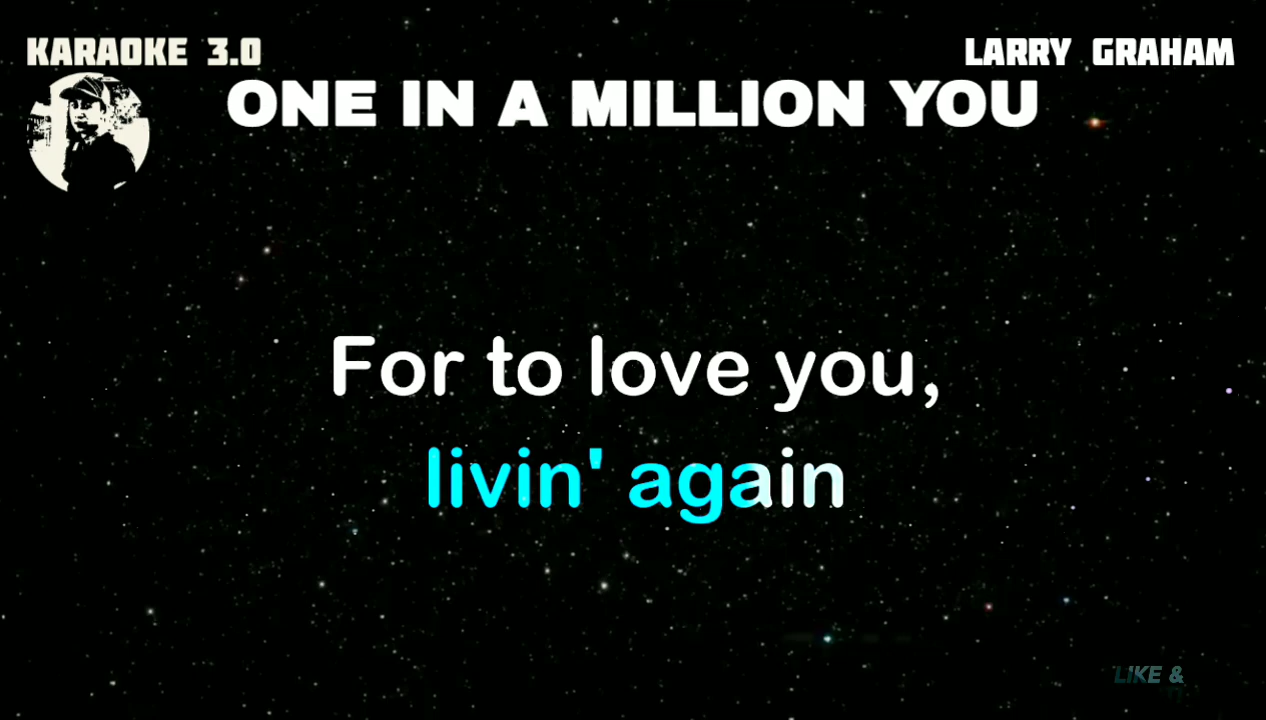 KARAOKE 3.0
LARRY GRAHAM
ONE IN A MILLION YOU
For to love you,
livin' again
LIKE &